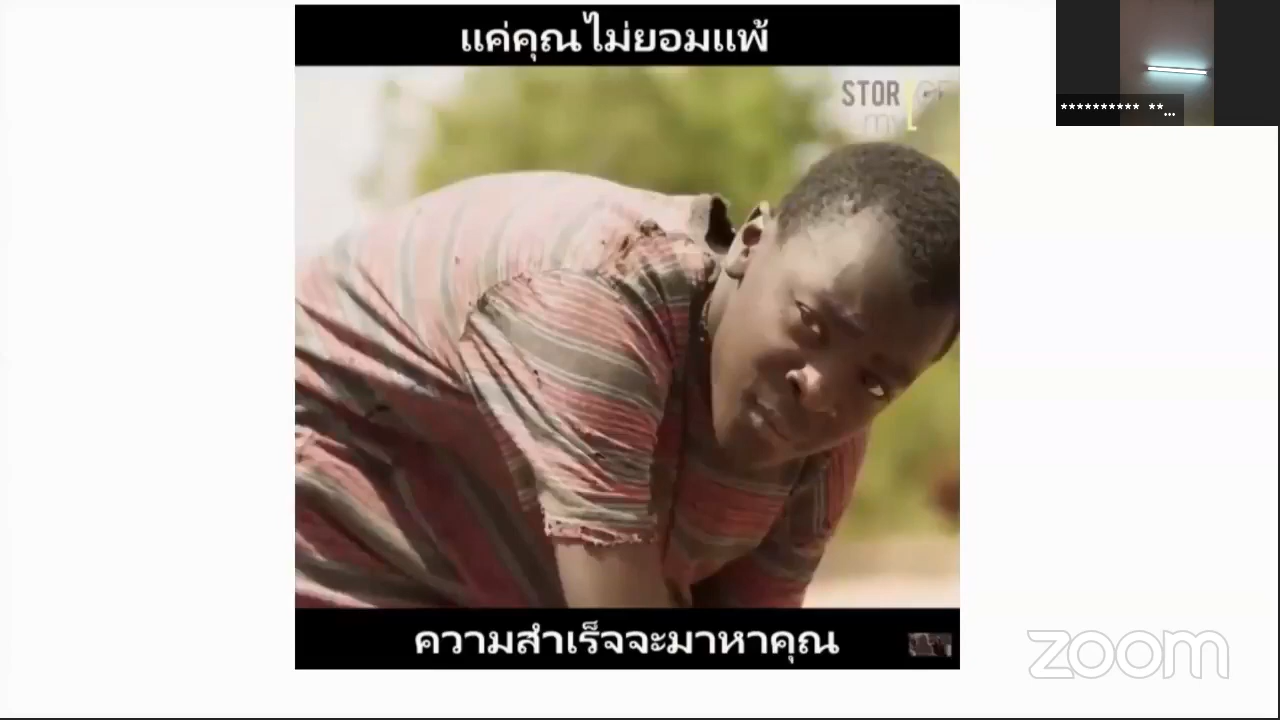 แค่คุณไม่ยอมแพ้
STOR
********** **...
ความสำเร็จจะมาหาคุณ
zoom